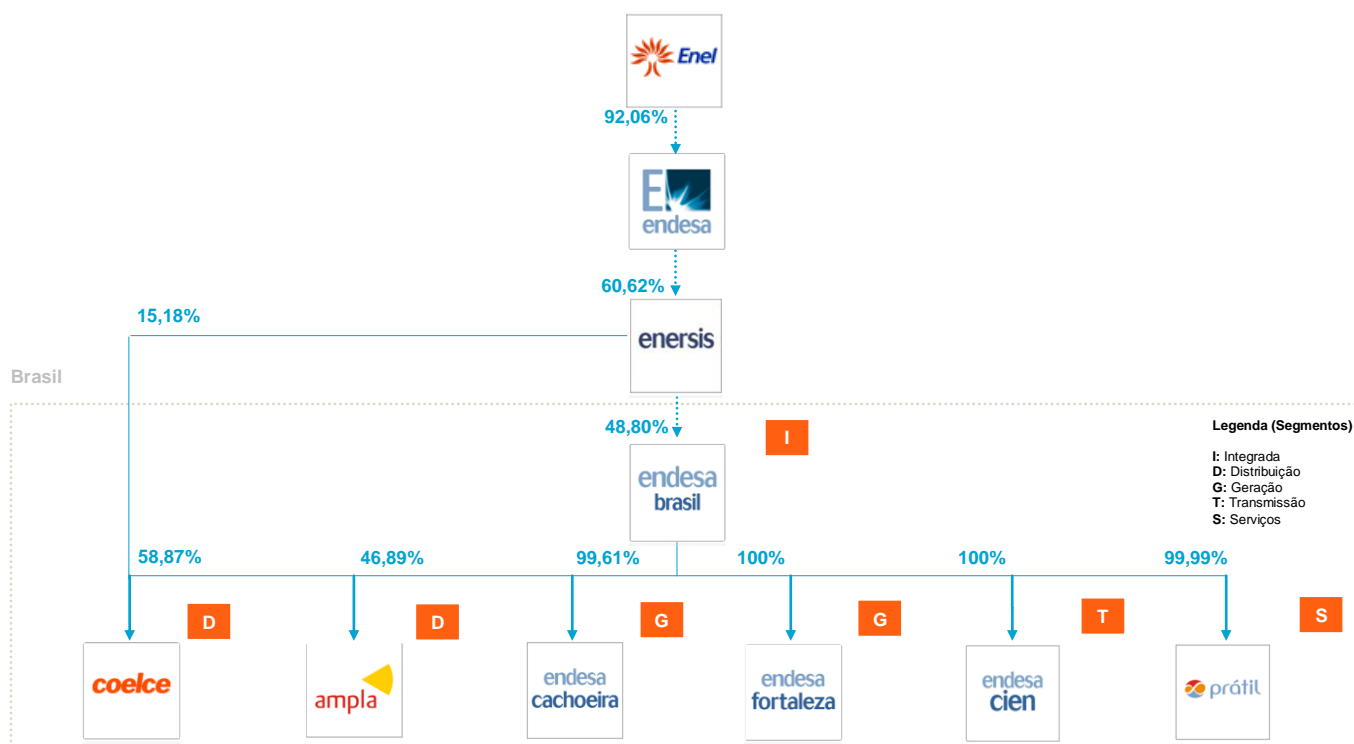 Enel
92,06%
E
endesa
60,62%
15,18%
enersis
Brasil
48,80%
I
Legenda (Segmentos)
I: Integrada
D: Distribuição
G: Geração
T: Transmissão
S: Serviços
endesa
brasil
58,87%
46,89%
99,61%
100%
100%
99,99%
D
D
G
G
T
S
coelce
ampla
endesa
cachoeira
endesa
fortaleza
endesa
cien
prátil